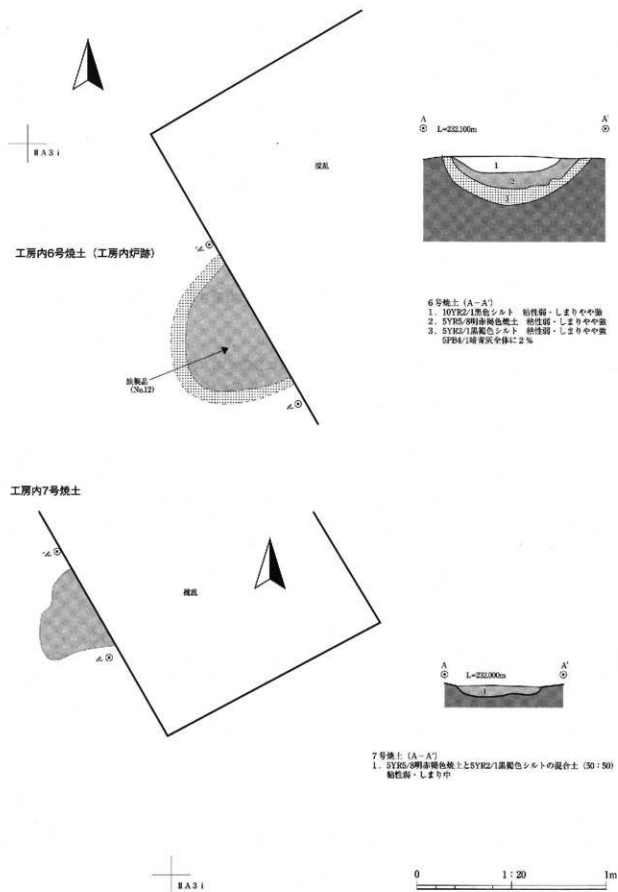 ⅡA3i
攪乱
工房内6号焼土（工房内炉跡）
鉄製品
(No.12)
A
A'
L=232.100m
1
2
3
6号焼土（A－A'）
1．10YR2/1黒色シルト　粘性弱・しまりやや強
2．5YR5/8明赤褐色焼土　粘性弱・しまりやや強
3．5YR3/1黒褐色シルト　粘性弱・しまりやや強
5PB4/1暗青灰全体に2％
工房内7号焼土
攪乱
A
A'
L=232.000m
1
7号焼土（A－A'）
1．5YR5/8明赤褐色焼土と5YR2/1黒褐色シルトの混合土（50：50）
粘性弱・しまり中
ⅡA3i
0
1：20
1m